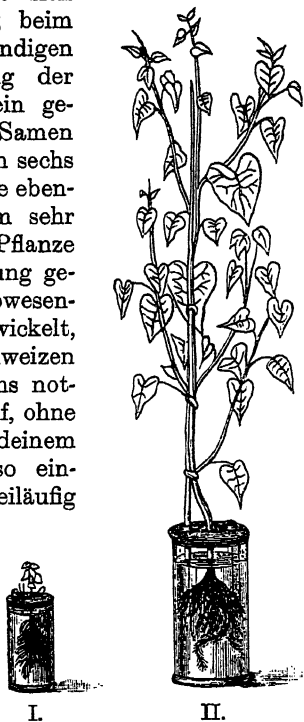 beim
ndigen
g der
ein ge-
Samen
n sechs
e eben-
m sehr
Pflanze
ung ge-
bwesen-
wickelt,
weizen
ns not-
f, ohne
deinem
so ein-
eiläufig
I. II.